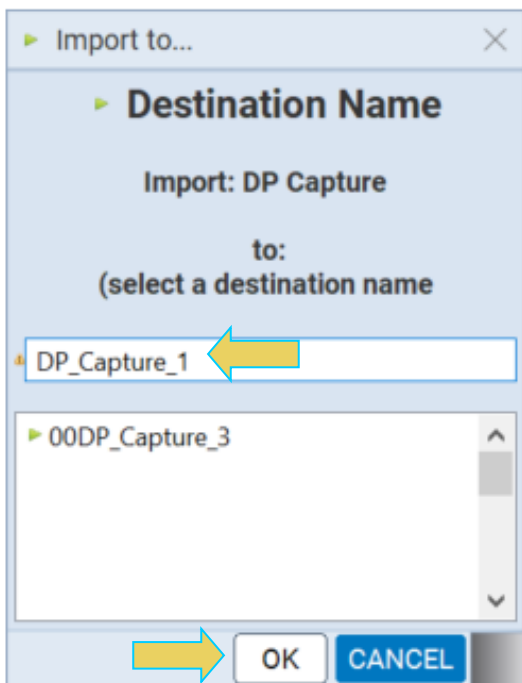 Import to...
Destination Name
Import: DP Capture
to:
(select a destination name
DP_Capture_1
00DP_Capture_3
OK CANCEL